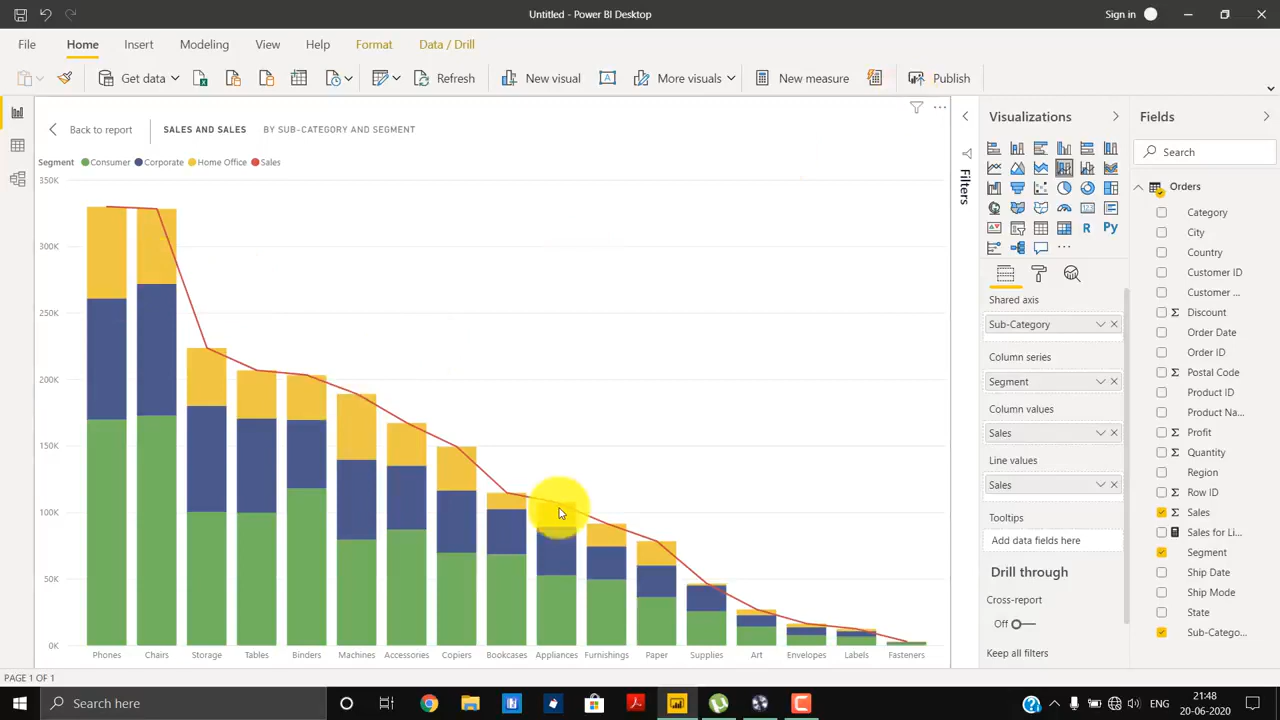 Untitled - Power BI Desktop
Sign in
File Home Insert Modeling View Help Format Data / Drill
Get data Refresh New visual More visuals New measure Publish
Back to report SALES AND SALES BY SUB-CATEGORY AND SEGMENT
Segment Consumer Corporate Home Office Sales
350K
300K
250K
200K
150K
100K
50K
0K
Phones Chairs Storage Tables Binders Machines Accessories Copiers Bookcases Appliances Furnishings Paper Supplies Art Envelopes Labels Fasteners
Filters
Visualizations
R Py
Shared axis
Sub-Category
Column series
Segment
Column values
Sales
Line values
Sales
Tooltips
Add data fields here
Drill through
Cross-report
Off
Keep all filters
Fields
Search
Orders
Category
City
Country
Customer ID
Customer ...
Σ Discount
Order Date
Order ID
Σ Postal Code
Product ID
Product Na...
Σ Profit
Σ Quantity
Region
Row ID
Σ Sales
Sales for Li...
Segment
Ship Date
Ship Mode
State
Sub-Catego...
PAGE 1 OF 1
Search here
ENG
21:48
20-06-2020